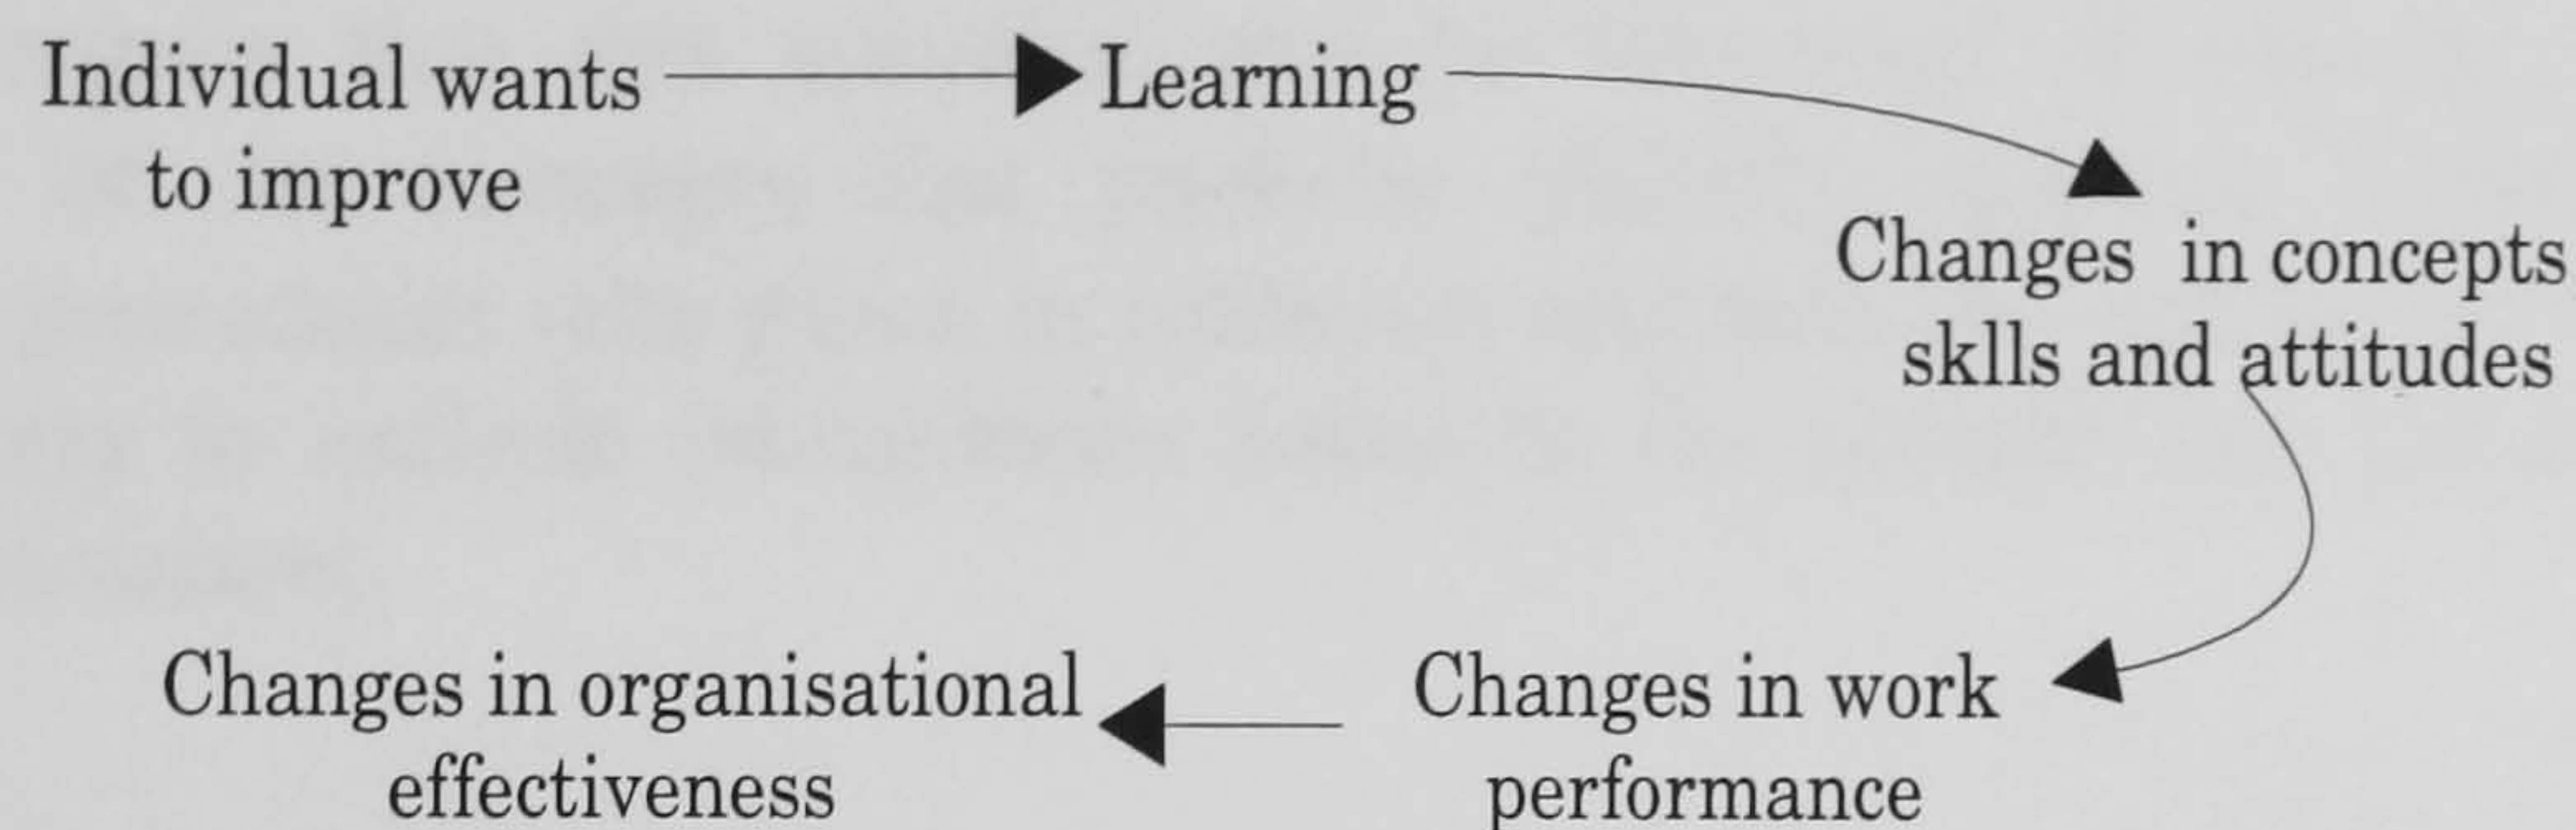 Individual wants
to improve
Learning
Changes in concepts
sklls and attitudes
Changes in work
performance
Changes in organisational
effectiveness